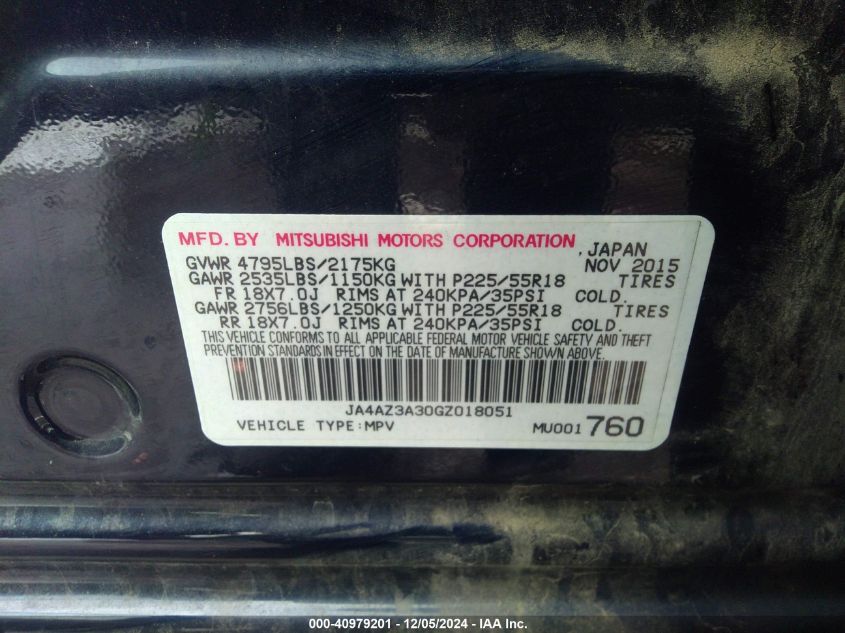 MFD. BY MITSUBISHI MOTORS CORPORATION , JAPAN
GVWR 4795LBS/2175KG NOV 2015
GAWR 2535LBS/1150KG WITH P225/55R18 TIRES
FR 18X7.0J RIMS AT 240KPA/35PSI COLD.
GAWR 2756LBS/1250KG WITH P225/55R18 TIRES
RR 18X7.0J RIMS AT 240KPA/35PSI COLD.
THIS VEHICLE CONFORMS TO ALL APPLICABLE FEDERAL MOTOR VEHICLE SAFETY AND THEFT
PREVENTION STANDARDS IN EFFECT ON THE DATE OF MANUFACTURE SHOWN ABOVE.
JA4AZ3A30GZ018051
VEHICLE TYPE:MPV MU001760
000-40979201 - 12/05/2024 - IAA Inc.